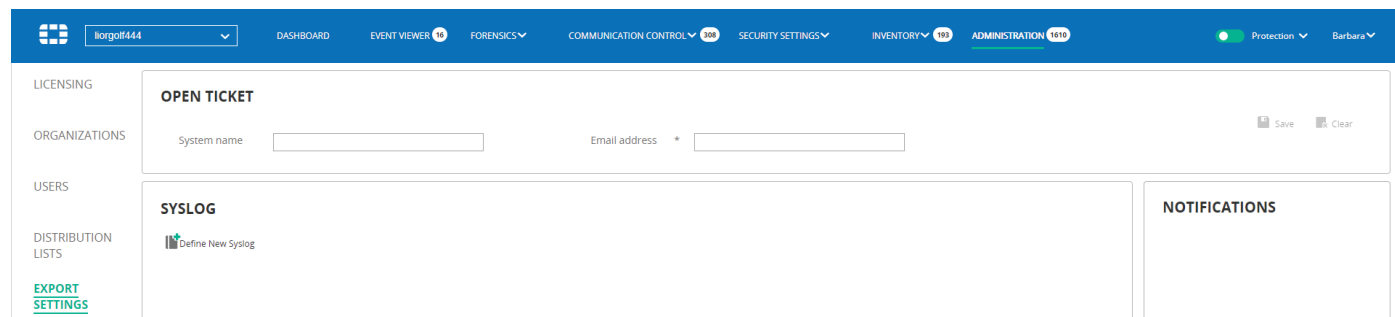 liorgolf444 DASHBOARD EVENT VIEWER 16 FORENSICS COMMUNICATION CONTROL 308 SECURITY SETTINGS INVENTORY 193 ADMINISTRATION 1610 Protection Barbara
LICENSING
ORGANIZATIONS
USERS
DISTRIBUTION
LISTS
EXPORT
SETTINGS
OPEN TICKET
System name Email address *
Save Clear
SYSLOG
Define New Syslog
NOTIFICATIONS